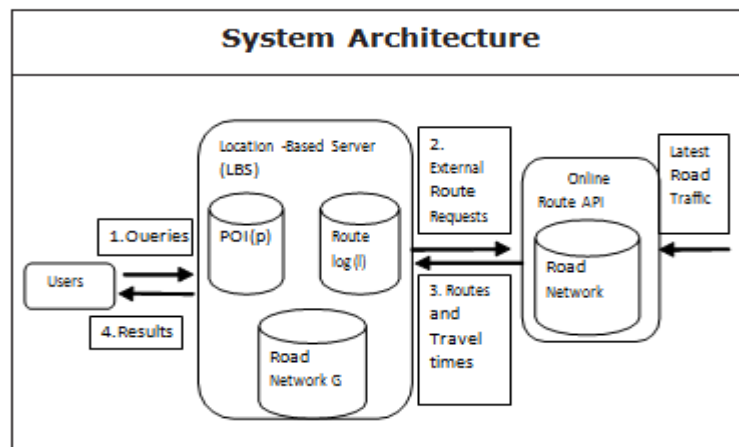 System Architecture
Location -Based Server
(LBS)
POI(p)
Route
log(l)
Road
Network G
1.Oueries
Users
4.Results
2.
External
Route
Requests
3. Routes
and
Travel
times
Online
Route API
Road
Network
Latest
Road
Traffic